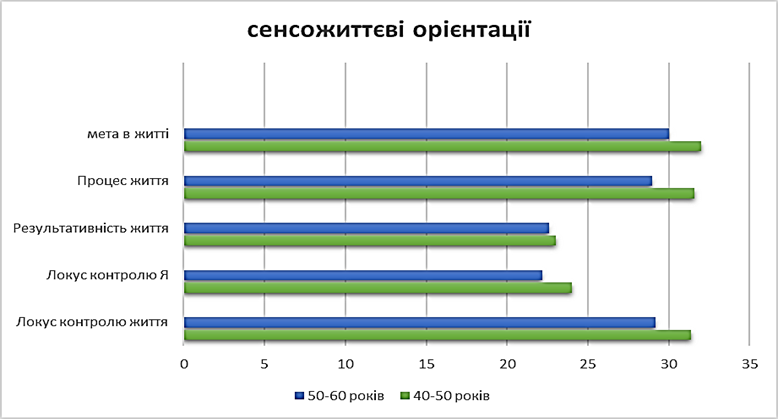 сенсожиттєві орієнтації
мета в житті
Процес життя
Результативність життя
Локус контролю Я
Локус контролю життя
0 5 10 15 20 25 30 35
50-60 років 40-50 років